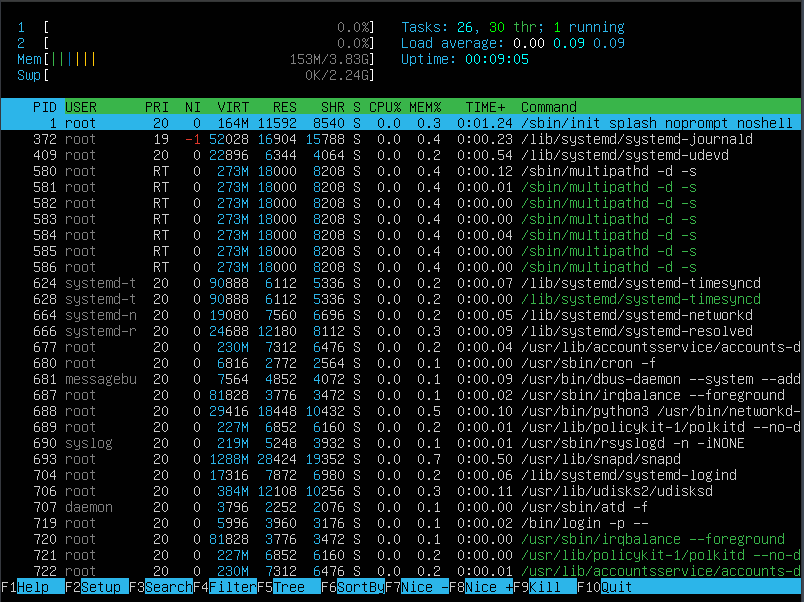 1 [ 0.0%] Tasks: 26, 30 thr; 1 running
2 [ 0.0%] Load average: 0.00 0.09 0.09
Mem[|||||| 153M/3.83G] Uptime: 00:09:05
Swp[ 0K/2.24G]
PID USER PRI NI VIRT RES SHR S CPU% MEM% TIME+ Command
1 root 20 0 164M 11592 8540 S 0.0 0.3 0:01.24 /sbin/init splash noprompt noshell
372 root 19 -1 52028 16904 15788 S 0.0 0.4 0:00.23 /lib/systemd/systemd-journald
409 root 20 0 22896 6344 4064 S 0.0 0.2 0:00.54 /lib/systemd/systemd-udevd
580 root RT 0 273M 18000 8208 S 0.0 0.4 0:00.12 /sbin/multipathd -d -s
581 root RT 0 273M 18000 8208 S 0.0 0.4 0:00.01 /sbin/multipathd -d -s
582 root RT 0 273M 18000 8208 S 0.0 0.4 0:00.00 /sbin/multipathd -d -s
583 root RT 0 273M 18000 8208 S 0.0 0.4 0:00.00 /sbin/multipathd -d -s
584 root RT 0 273M 18000 8208 S 0.0 0.4 0:00.04 /sbin/multipathd -d -s
585 root RT 0 273M 18000 8208 S 0.0 0.4 0:00.00 /sbin/multipathd -d -s
586 root RT 0 273M 18000 8208 S 0.0 0.4 0:00.00 /sbin/multipathd -d -s
624 systemd-t 20 0 90888 6112 5336 S 0.0 0.2 0:00.07 /lib/systemd/systemd-timesyncd
628 systemd-t 20 0 90888 6112 5336 S 0.0 0.2 0:00.00 /lib/systemd/systemd-timesyncd
664 systemd-n 20 0 19080 7560 6696 S 0.0 0.2 0:00.05 /lib/systemd/systemd-networkd
666 systemd-r 20 0 24688 12180 8112 S 0.0 0.3 0:00.09 /lib/systemd/systemd-resolved
677 root 20 0 230M 7312 6476 S 0.0 0.2 0:00.04 /usr/lib/accountsservice/accounts-d
680 root 20 0 6816 2772 2564 S 0.0 0.1 0:00.00 /usr/sbin/cron -f
681 messagebu 20 0 7564 4852 4072 S 0.0 0.1 0:00.09 /usr/bin/dbus-daemon --system --add
687 root 20 0 81828 3776 3472 S 0.0 0.1 0:00.02 /usr/sbin/irqbalance --foreground
688 root 20 0 29416 18448 10432 S 0.0 0.5 0:00.10 /usr/bin/python3 /usr/bin/networkd-
689 root 20 0 227M 6852 6160 S 0.0 0.2 0:00.01 /usr/lib/policykit-1/polkitd --no-d
690 syslog 20 0 219M 5248 3932 S 0.0 0.1 0:00.01 /usr/sbin/rsyslogd -n -iNONE
693 root 20 0 1288M 28424 19352 S 0.0 0.7 0:00.50 /usr/lib/snapd/snapd
704 root 20 0 17316 7872 6980 S 0.0 0.2 0:00.06 /lib/systemd/systemd-logind
706 root 20 0 384M 12108 10256 S 0.0 0.3 0:00.11 /usr/lib/udisks2/udisksd
707 daemon 20 0 3796 2252 2076 S 0.0 0.1 0:00.01 /usr/sbin/atd -f
719 root 20 0 5996 3960 3176 S 0.0 0.1 0:00.02 /bin/login -p --
720 root 20 0 81828 3776 3472 S 0.0 0.1 0:00.00 /usr/sbin/irqbalance --foreground
721 root 20 0 227M 6852 6160 S 0.0 0.2 0:00.00 /usr/lib/policykit-1/polkitd --no-d
722 root 20 0 230M 7312 6476 S 0.0 0.2 0:00.01 /usr/lib/accountsservice/accounts-d
F1Help F2Setup F3SearchF4FilterF5Tree F6SortByF7Nice -F8Nice +F9Kill F10Quit